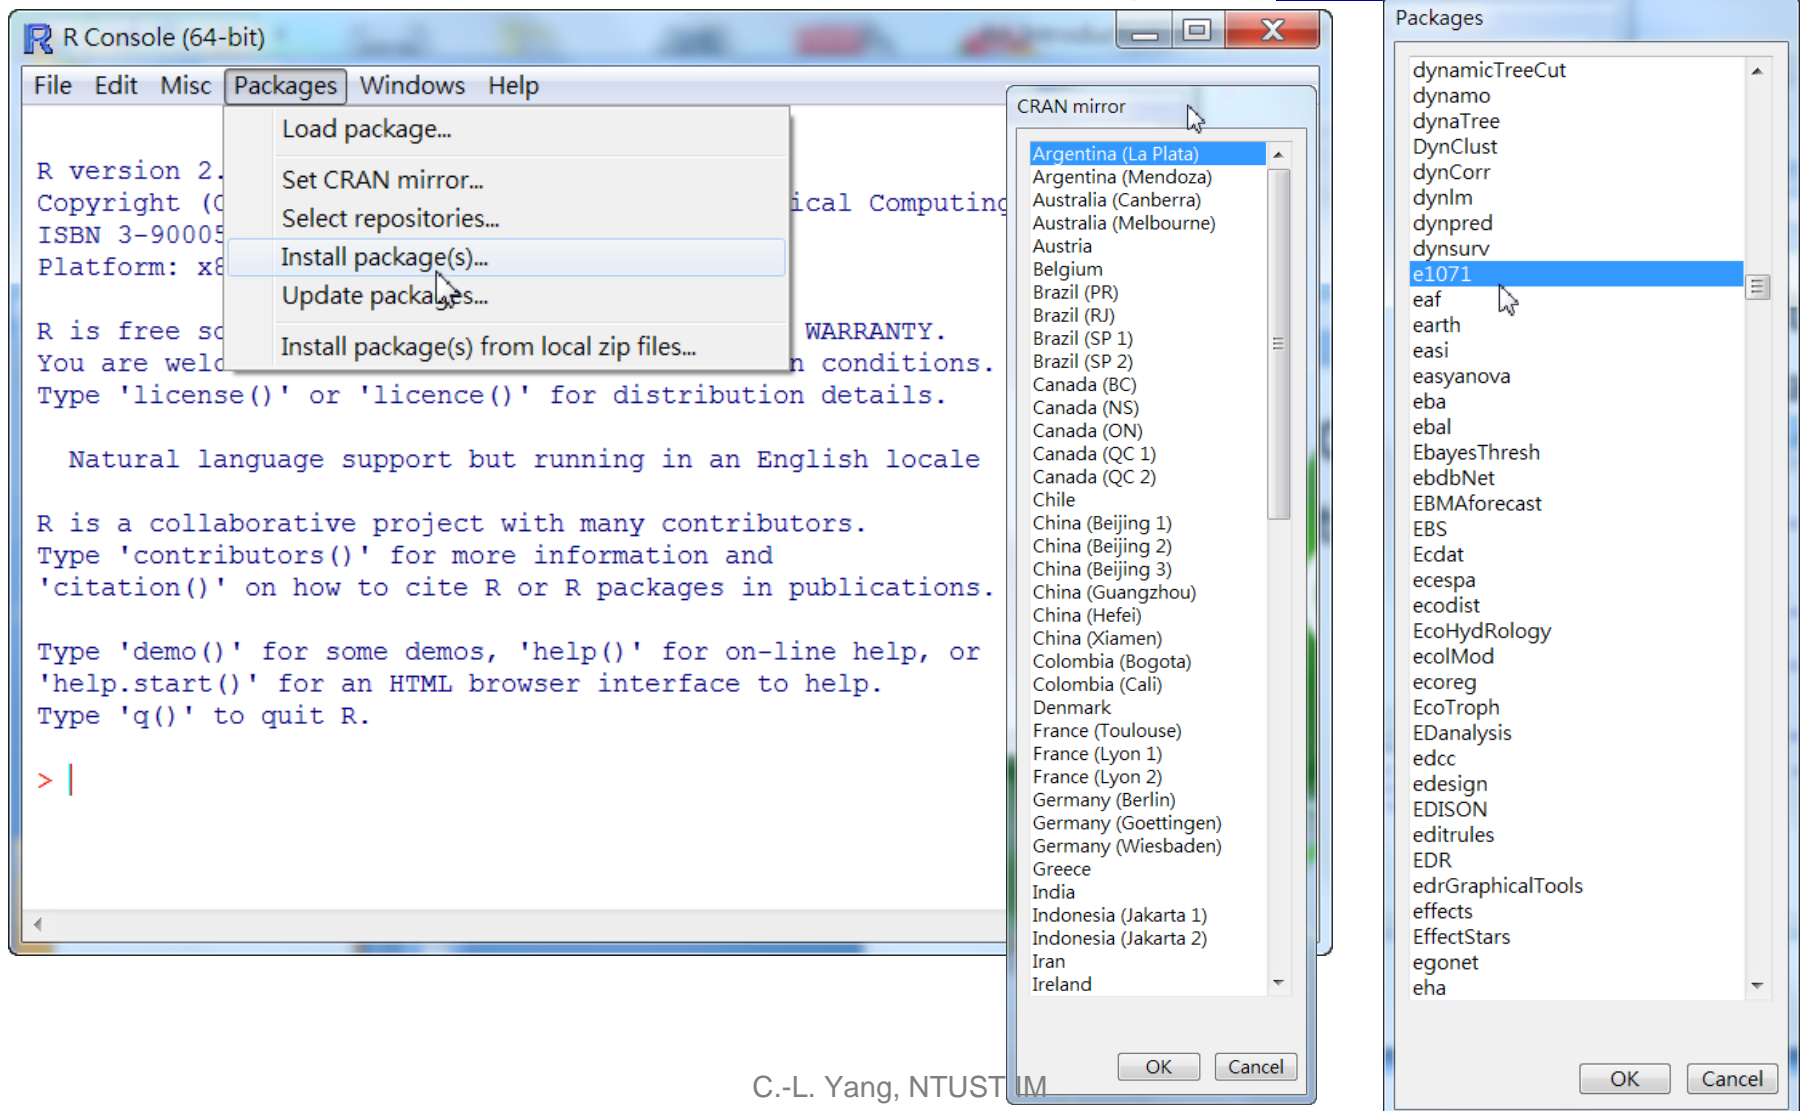 R Console (64-bit)
File Edit Misc Packages Windows Help
Load package...
Set CRAN mirror...
Select repositories...
Install package(s)...
Update packages...
Install package(s) from local zip files...
R version 2.
Copyright (C ical Computing
ISBN 3-90005
Platform: x8
R is free so WARRANTY.
You are welc n conditions.
Type 'license()' or 'licence()' for distribution details.
Natural language support but running in an English locale
R is a collaborative project with many contributors.
Type 'contributors()' for more information and
'citation()' on how to cite R or R packages in publications.
Type 'demo()' for some demos, 'help()' for on-line help, or
'help.start()' for an HTML browser interface to help.
Type 'q()' to quit R.
>
CRAN mirror
Argentina (La Plata)
Argentina (Mendoza)
Australia (Canberra)
Australia (Melbourne)
Austria
Belgium
Brazil (PR)
Brazil (RJ)
Brazil (SP 1)
Brazil (SP 2)
Canada (BC)
Canada (NS)
Canada (ON)
Canada (QC 1)
Canada (QC 2)
Chile
China (Beijing 1)
China (Beijing 2)
China (Beijing 3)
China (Guangzhou)
China (Hefei)
China (Xiamen)
Colombia (Bogota)
Colombia (Cali)
Denmark
France (Toulouse)
France (Lyon 1)
France (Lyon 2)
Germany (Berlin)
Germany (Goettingen)
Germany (Wiesbaden)
Greece
India
Indonesia (Jakarta 1)
Indonesia (Jakarta 2)
Iran
Ireland
OK Cancel
Packages
dynamicTreeCut
dynamo
dynaTree
DynClust
dynCorr
dynlm
dynpred
dynsurv
e1071
eaf
earth
easi
easyanova
eba
ebal
EbayesThresh
ebdbNet
EBMAforecast
EBS
Ecdat
ecespa
ecodist
EcoHydRology
ecolMod
ecoreg
EcoTroph
EDanalysis
edcc
edesign
EDISON
editrules
EDR
edrGraphicalTools
effects
EffectStars
egonet
eha
OK Cancel
C.-L. Yang, NTUST IM